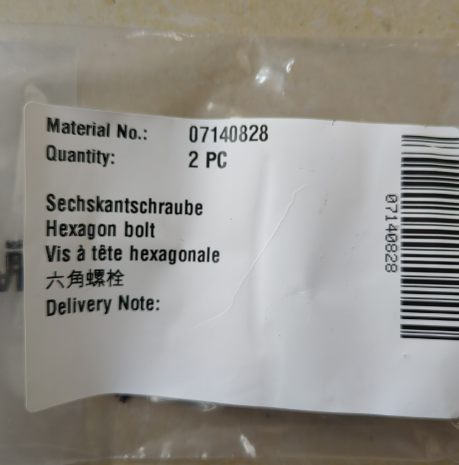 Material No.: 07140828
Quantity: 2 PC
Sechskantschraube
Hexagon bolt
Vis à tête hexagonale
六角螺栓
Delivery Note:
07140828